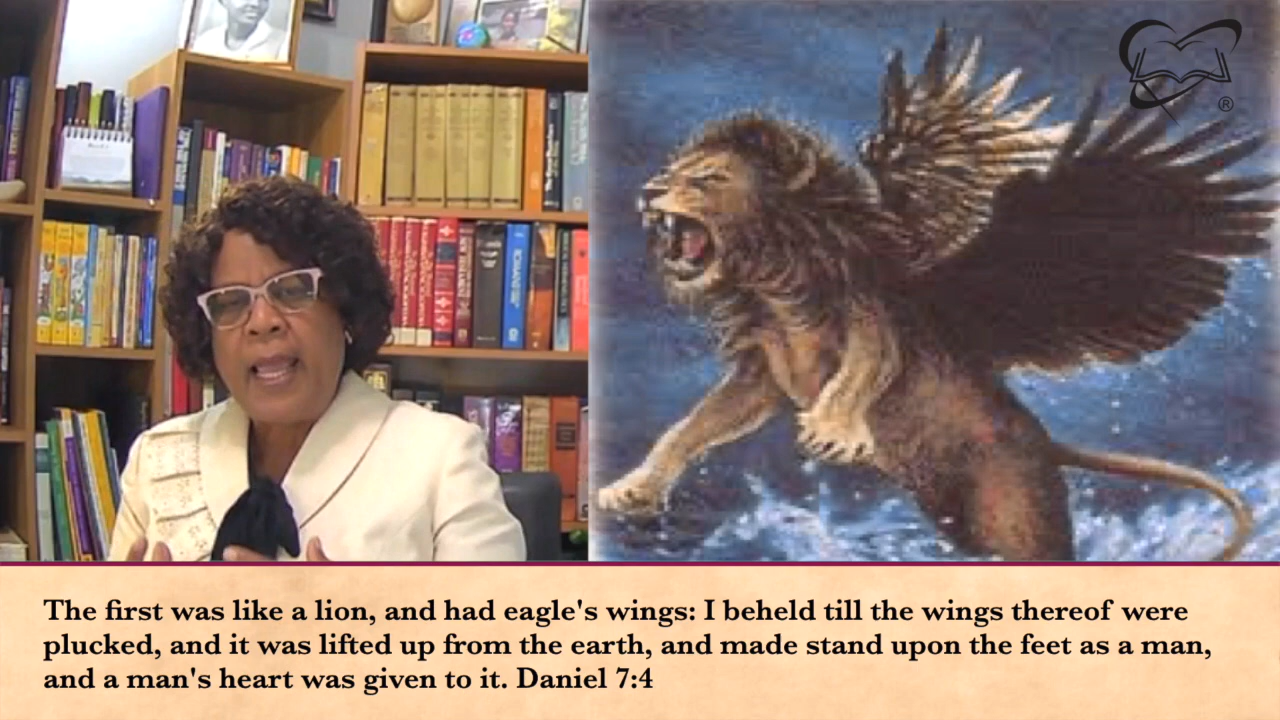 ROMANS
®
The first was like a lion, and had eagle's wings: I beheld till the wings thereof were
plucked, and it was lifted up from the earth, and made stand upon the feet as a man,
and a man's heart was given to it. Daniel 7:4